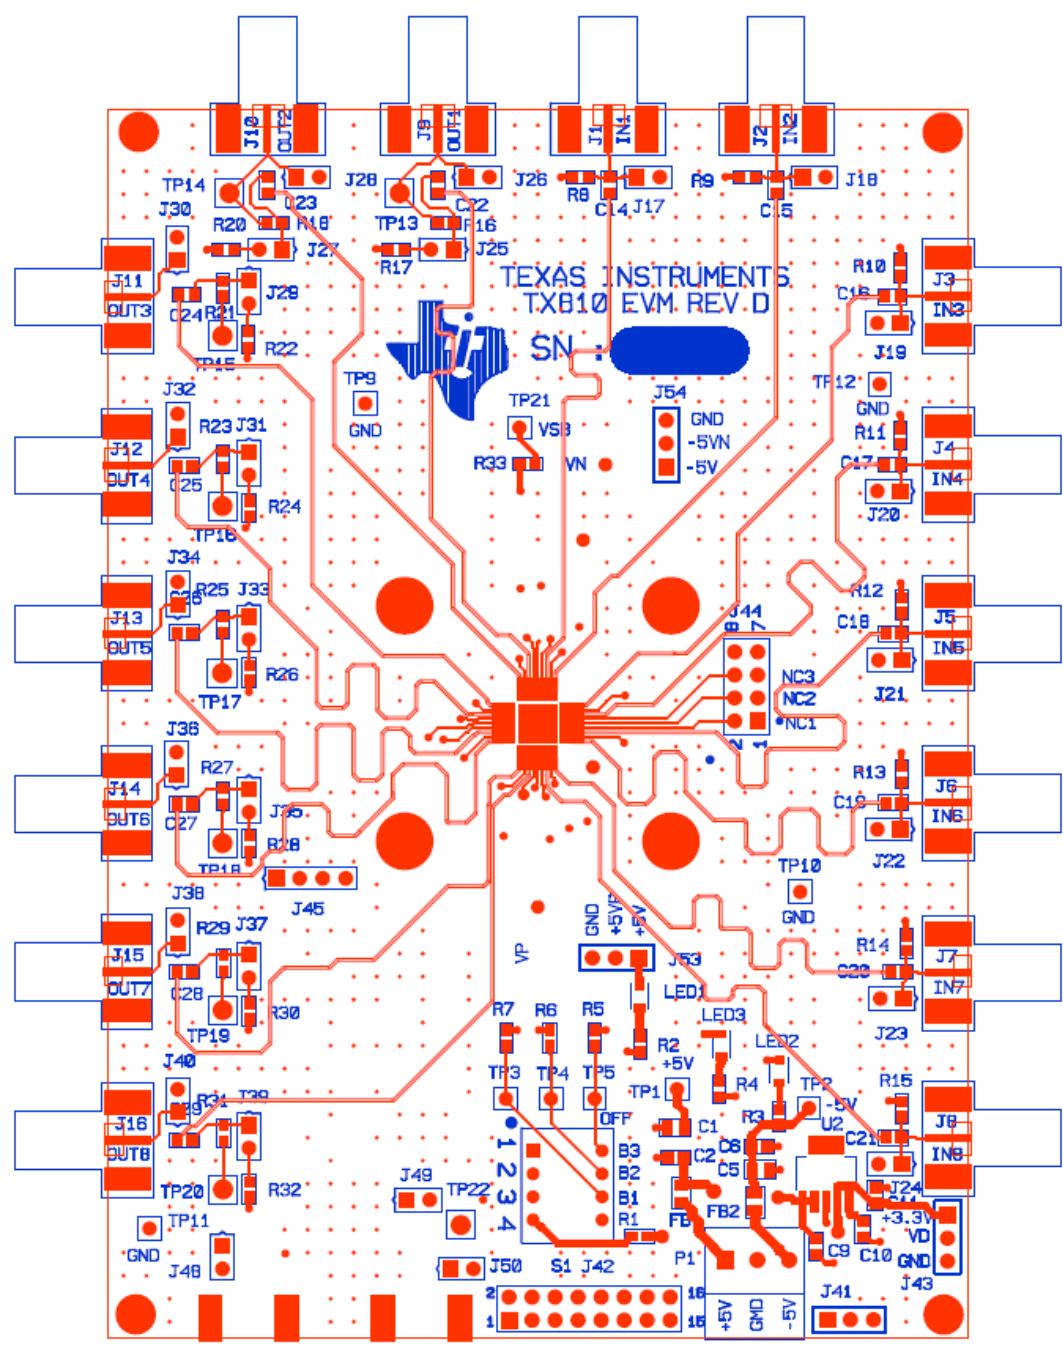 J10
OUT2
J9
OUT1
J1
IN1
J2
IN2
TP14
J30
C23
J28
C22
J26
R8
C14
J17
R9
C15
J18
R20
R18
J27
TP13
R16
R17
J25
TEXAS INSTRUMENTS
TX810 EVM REV D
SN :
J11
OUT3
C24
R21
J29
TP15
R22
R10
C16
J3
IN3
J19
TP9
GND
TP21
VSB
R33
VN
J54
GND
-5VN
-5V
TP12
GND
J32
R23
J31
J12
OUT4
C25
R24
TP16
R11
C17
J4
IN4
J20
J34
R25
J33
C26
J13
OUT5
R26
TP17
R12
C18
J5
IN5
J21
J44
8
7
NC3
NC2
NC1
2
1
J36
R27
J35
J14
OUT6
C27
R28
TP18
R13
C19
J6
IN6
J22
J45
TP10
GND
J38
R29
J37
J15
OUT7
C28
R30
TP19
VP
GND
+5VP
+5V
J53
LED1
R14
C20
J7
IN7
J23
R7
R6
R5
R2
LED3
LED2
J40
R31
J39
C29
J16
OUT8
TP20
R32
TP3
TP4
TP5
TP1
+5V
R4
TP2
-5V
R3
U2
R15
C21
J8
IN8
J24
OFF
1
2
3
4
B3
B2
B1
C1
C2
C6
C5
C11
TP11
GND
J48
J49
TP22
J50
R1
FB2
P1
C9
C10
+3.3V
VD
GND
J43
S1
J42
2
16
1
15
+5V
GMD
-5V
J41